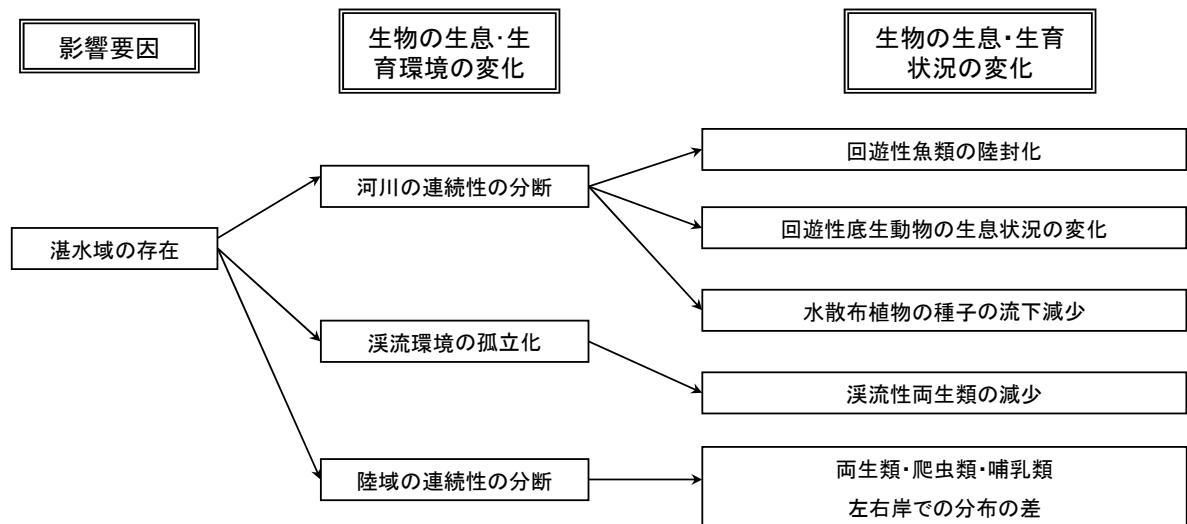 影響要因
生物の生息･生
育環境の変化
生物の生息・生育
状況の変化
回遊性魚類の陸封化
河川の連続性の分断
回遊性底生動物の生息状況の変化
湛水域の存在
水散布植物の種子の流下減少
渓流環境の孤立化
渓流性両生類の減少
陸域の連続性の分断
両生類・爬虫類・哺乳類
左右岸での分布の差